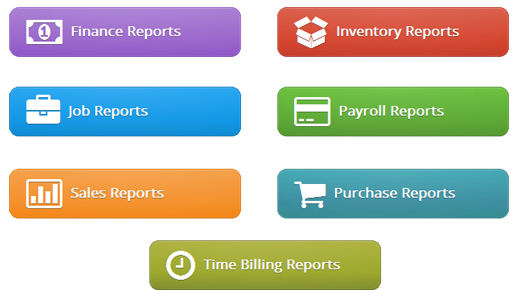 Finance Reports
Inventory Reports
Job Reports
Payroll Reports
Sales Reports
Purchase Reports
Time Billing Reports